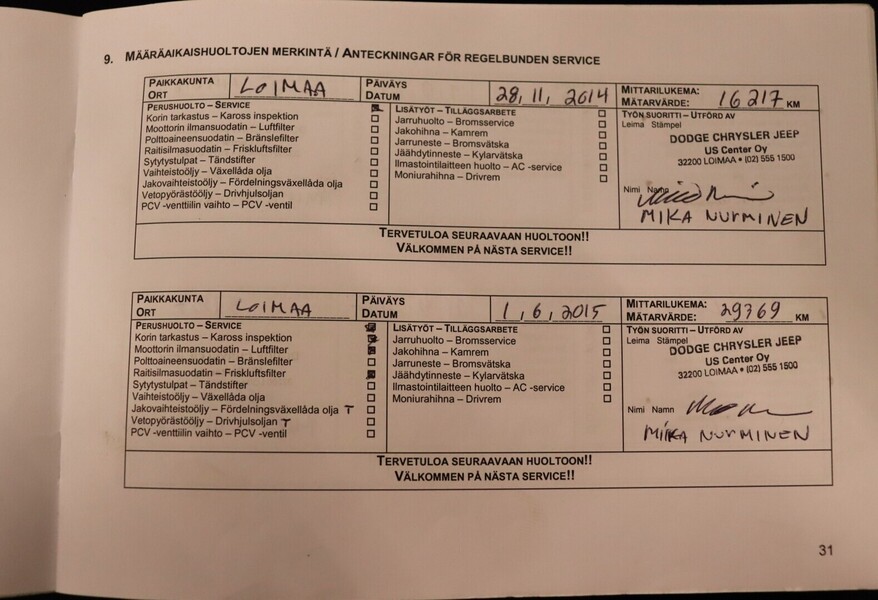 9. MÄÄRÄAIKAISHUOLTOJEN MERKINTÄ / ANTECKNINGAR FÖR REGELBUNDEN SERVICE
PAIKKAKUNTA
ORT LOIMAA
PÄIVÄYS
DATUM 28, 11, 2014
MITTARILUKEMA:
MÄTARVÄRDE: 16217 KM
PERUSHUOLTO – SERVICE
Korin tarkastus – Kaross inspektion
Moottorin ilmansuodatin – Luftfilter
Polttoaineensuodatin – Bränslefilter
Raitisilmasuodatin – Friskluftsfilter
Sytytystulpat – Tändstifter
Vaihteistoöljy – Växellåda olja
Jakovaihteistöljy – Fördelningsväxellåda olja
Vetopyörästööljy – Drivhjulsoljan
PCV -venttiilin vaihto – PCV -ventil
LISÄTYÖT – TILLÄGGSARBETE
Jarruhuolto – Bromsservice
Jakohihna – Kamrem
Jarruneste – Bromsvätska
Jäähdytinneste – Kylarvätska
Ilmastointilaitteen huolto – AC -service
Moniurahihna – Drivrem
TYÖN SUORITTI – UTFÖRD AV
Leima Stämpel
DODGE CHRYSLER JEEP
US Center Oy
32200 LOIMAA • (02) 555 1500
Nimi Namn
MIKA NURMINEN
TERVETULOA SEURAAVAAN HUOLTOON!!
VÄLKOMMEN PÅ NÄSTA SERVICE!!
PAIKKAKUNTA
ORT LOIMAA
PÄIVÄYS
DATUM 1, 6, 2015
MITTARILUKEMA:
MÄTARVÄRDE: 29769 KM
PERUSHUOLTO – SERVICE
Korin tarkastus – Kaross inspektion
Moottorin ilmansuodatin – Luftfilter
Polttoaineensuodatin – Bränslefilter
Raitisilmasuodatin – Friskluftsfilter
Sytytystulpat – Tändstifter
Vaihteistoöljy – Växellåda olja
Jakovaihteistöljy – Fördelningsväxellåda olja T
Vetopyörästööljy – Drivhjulsoljan T
PCV -venttiilin vaihto – PCV -ventil
LISÄTYÖT – TILLÄGGSARBETE
Jarruhuolto – Bromsservice
Jakohihna – Kamrem
Jarruneste – Bromsvätska
Jäähdytinneste – Kylarvätska
Ilmastointilaitteen huolto – AC -service
Moniurahihna – Drivrem
TYÖN SUORITTI – UTFÖRD AV
Leima Stämpel
DODGE CHRYSLER JEEP
US Center Oy
32200 LOIMAA • (02) 555 1500
Nimi Namn
MIKA NURMINEN
TERVETULOA SEURAAVAAN HUOLTOON!!
VÄLKOMMEN PÅ NÄSTA SERVICE!!
31